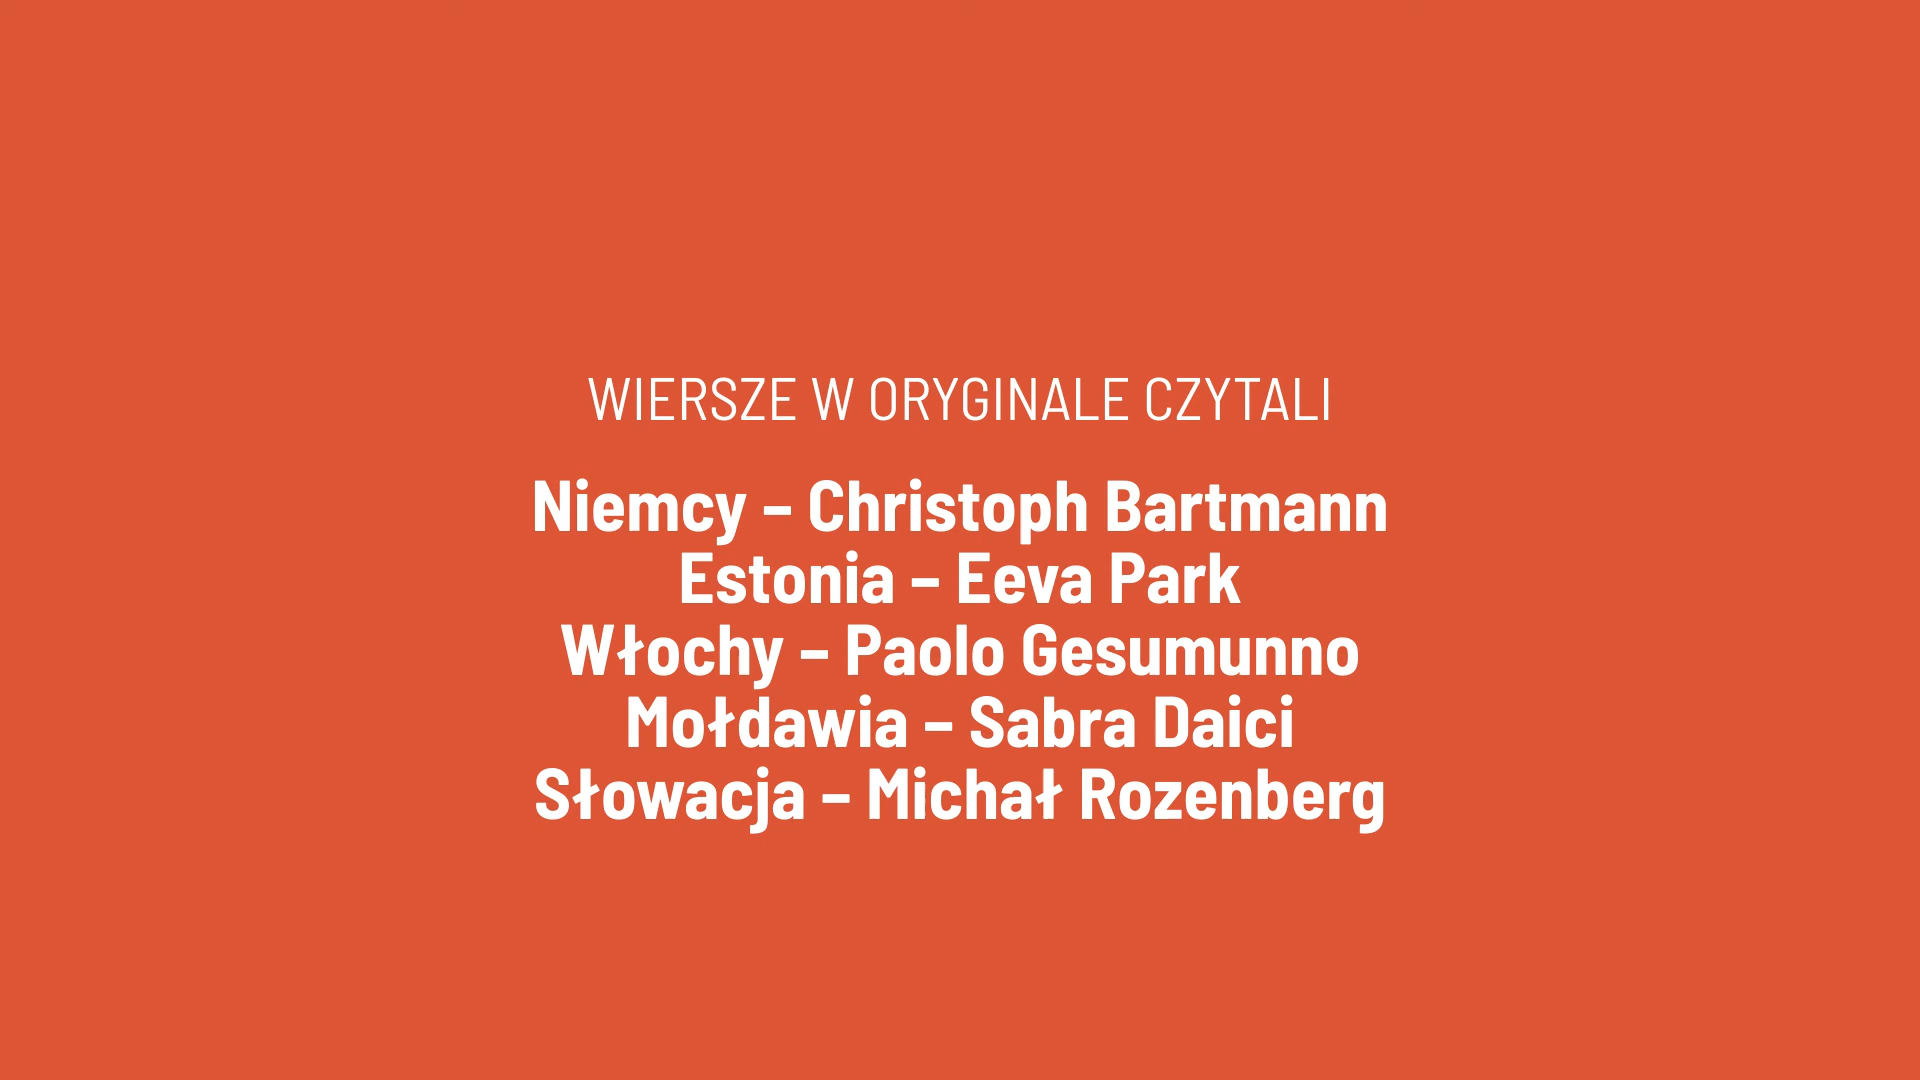 WIERSZE W ORYGINALE CZYTALI
Niemcy – Christoph Bartmann
Estonia – Eeva Park
Włochy – Paolo Gesumunno
Mołdawia – Sabra Daici
Słowacja – Michał Rozenberg